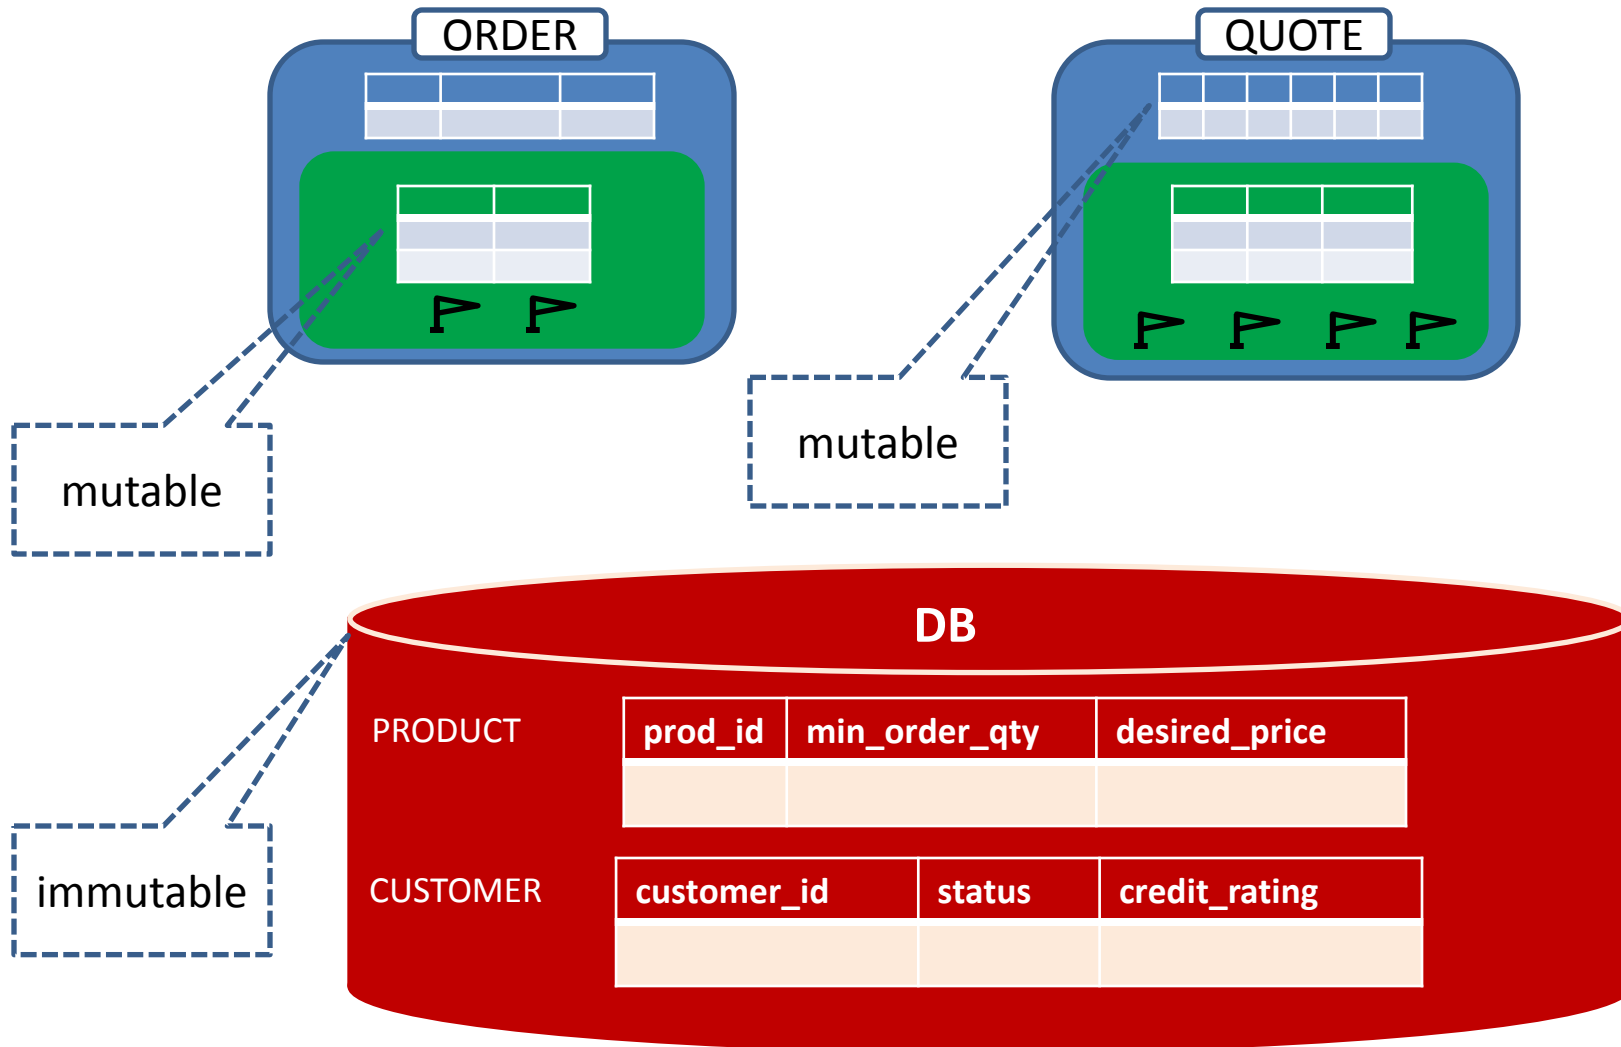 ORDER
QUOTE
mutable
mutable
DB
PRODUCT
prod_id min_order_qty desired_price
immutable
CUSTOMER
customer_id status credit_rating